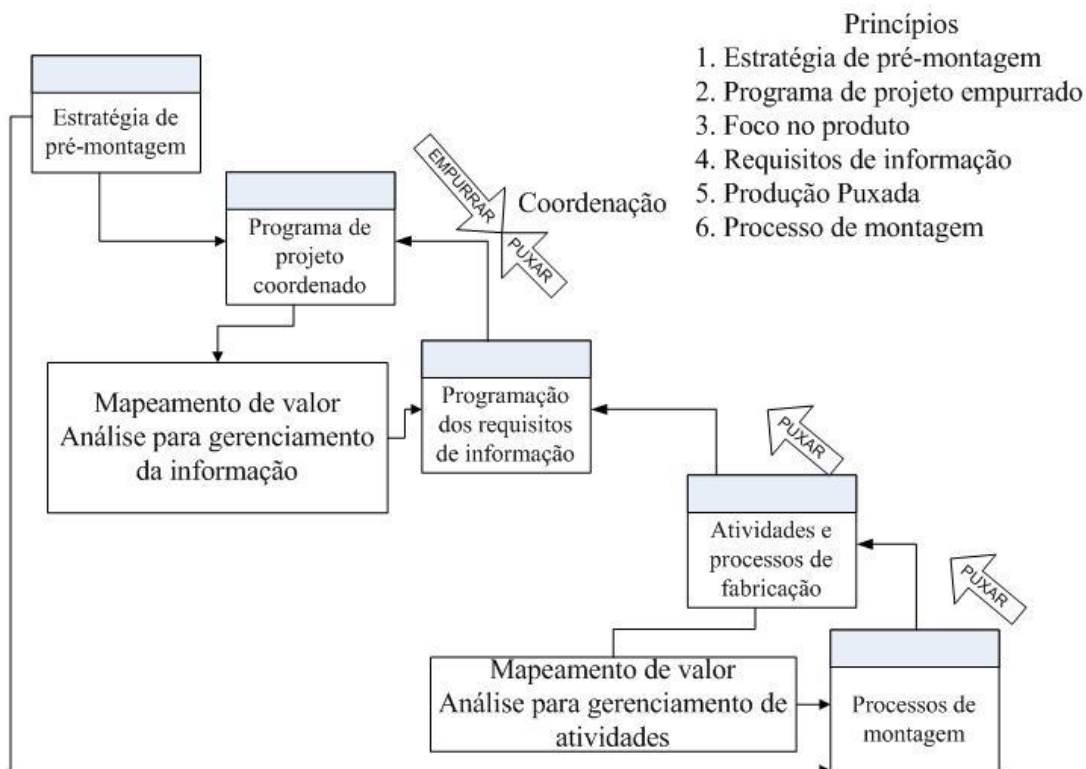 Princípios
1. Estratégia de pré-montagem
2. Programa de projeto empurrado
3. Foco no produto
4. Requisitos de informação
5. Produção Puxada
6. Processo de montagem
Estratégia de
pré-montagem
EMPURRAR
PUXAR
Coordenação
Programa de
projeto
coordenado
Mapeamento de valor
Análise para gerenciamento
da informação
Programação
dos requisitos
de informação
PUXAR
Atividades e
processos de
fabricação
PUXAR
Mapeamento de valor
Análise para gerenciamento de
atividades
Processos de
montagem